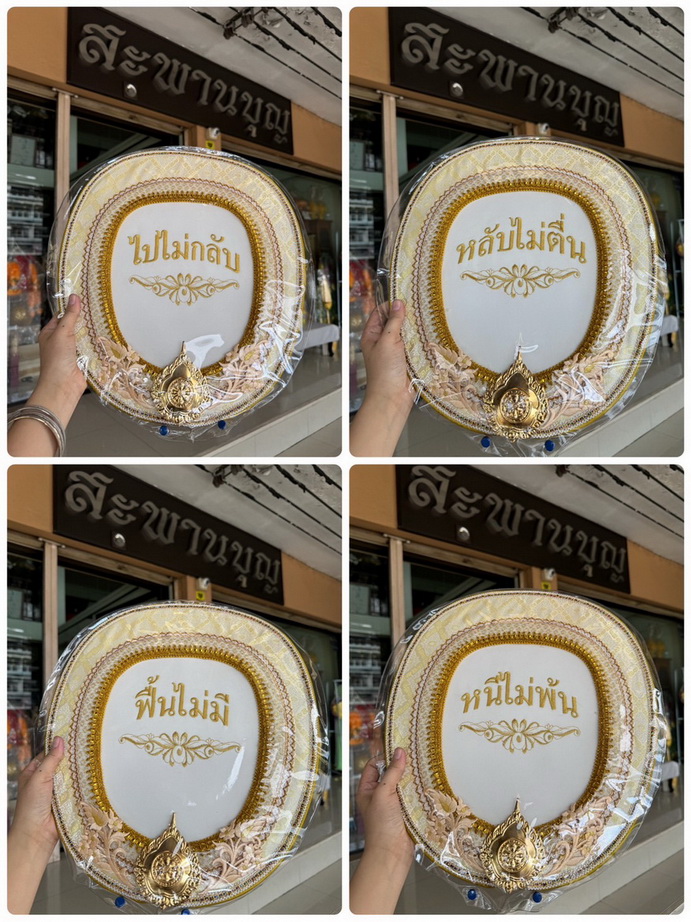 สะพานบุญ
ไปไม่กลับ
สะพานบุญ
หลับไม่ตื่น
สะพานบุญ
ฟื้นไม่มี
สะพานบุญ
หนีไม่พ้น